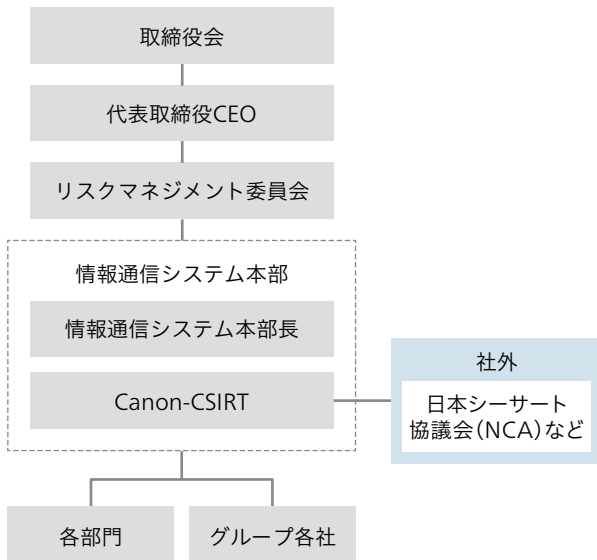 取締役会
代表取締役CEO
リスクマネジメント委員会
情報通信システム本部
情報通信システム本部長
Canon-CSIRT
社外
日本シーサート
協議会(NCA)など
各部門
グループ各社